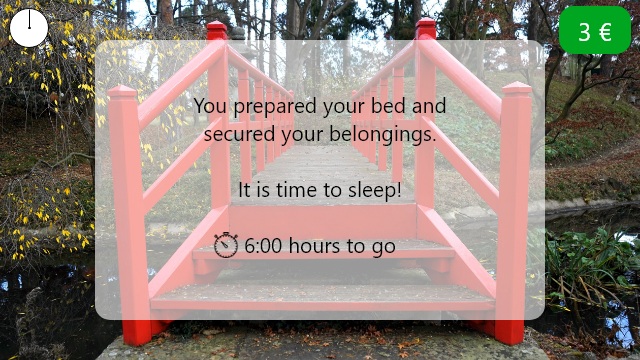 3 €
You prepared your bed and
secured your belongings.
It is time to sleep!
6:00 hours to go